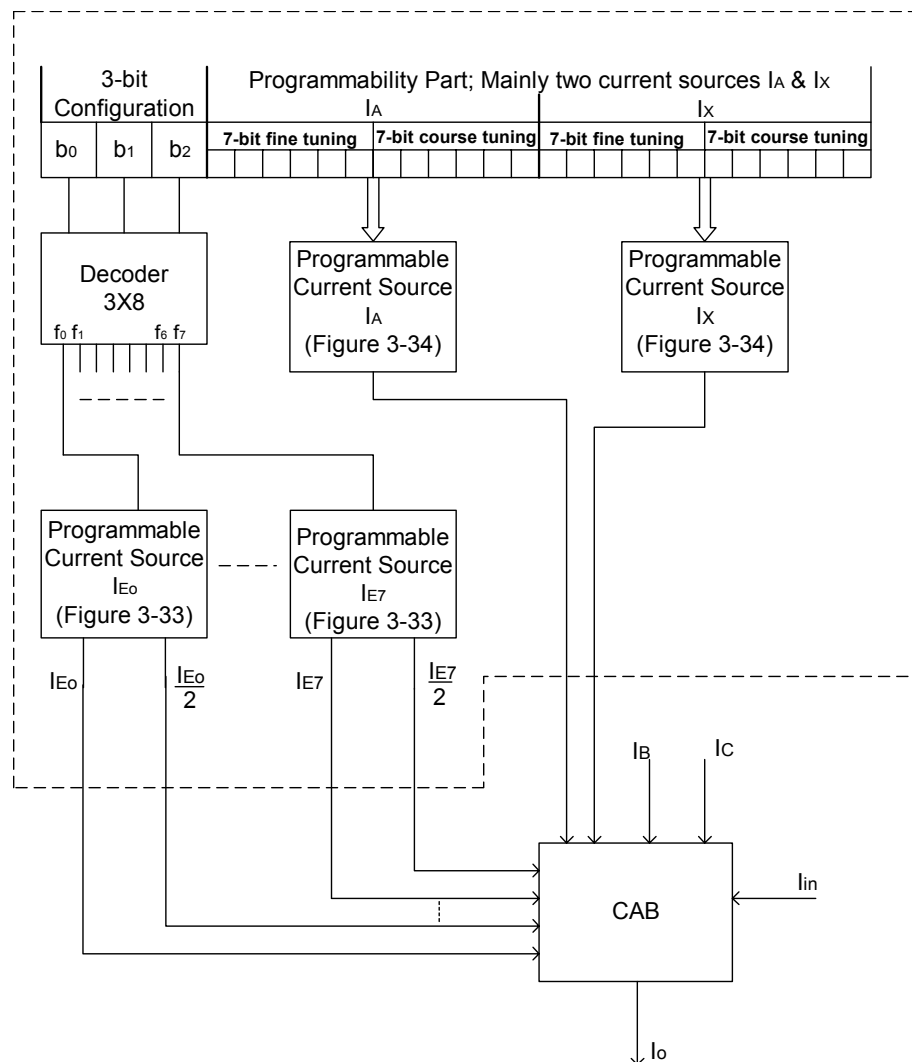 3-bit
Configuration
Programmability Part; Mainly two current sources IA & IX
IA
IX
b0 b1 b2
7-bit fine tuning 7-bit course tuning 7-bit fine tuning 7-bit course tuning
Decoder
3X8
f0 f1 f6 f7
Programmable
Current Source
IA
(Figure 3-34)
Programmable
Current Source
IX
(Figure 3-34)
Programmable
Current Source
IEo
(Figure 3-33)
Programmable
Current Source
IE7
(Figure 3-33)
IEo IEo/2 IE7 IE7/2
IB IC
Iin
CAB
Io